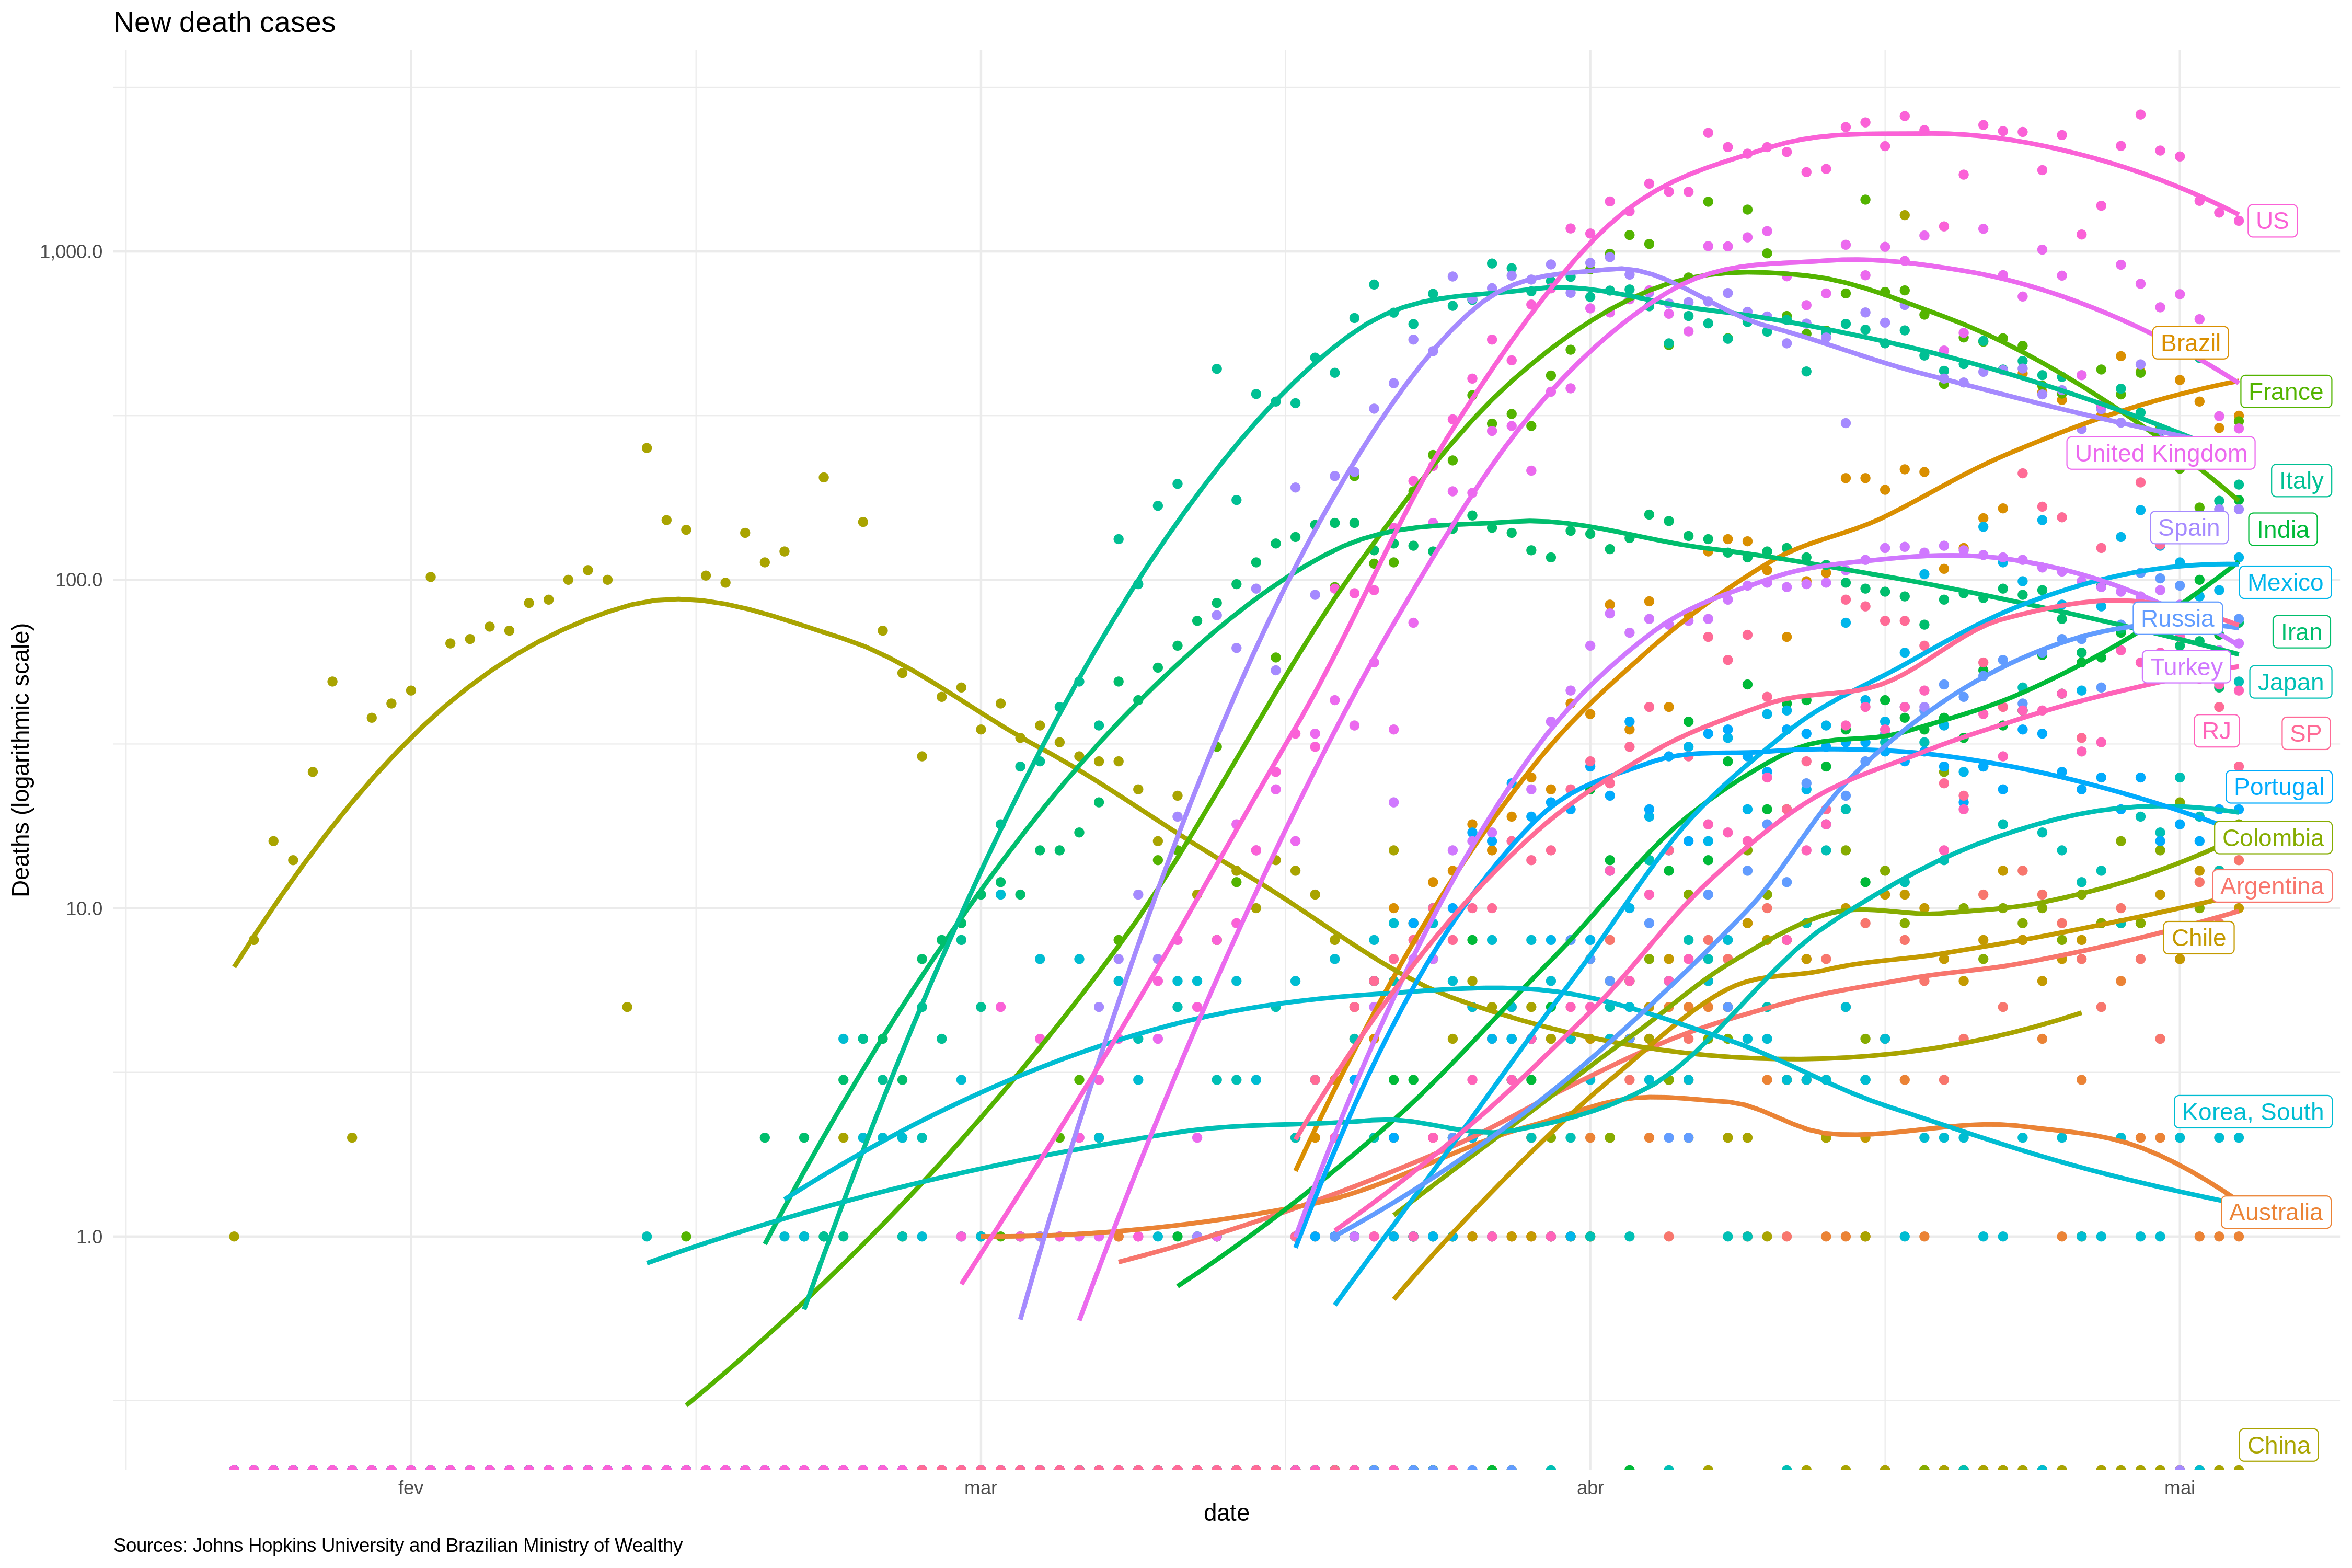 New death cases
Deaths (logarithmic scale)
1,000.0
100.0
10.0
1.0
US
Brazil
France
United Kingdom
Italy
Spain
India
Mexico
Russia
Iran
Turkey
Japan
RJ
SP
Portugal
Colombia
Argentina
Chile
Korea, South
Australia
China
fev
mar
abr
mai
date
Sources: Johns Hopkins University and Brazilian Ministry of Wealthy